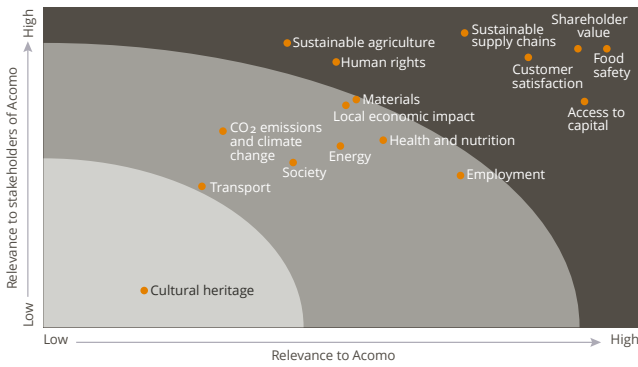 High
Relevance to stakeholders of Acomo
Low
Shareholder
value
Sustainable
supply chains
Sustainable agriculture
Human rights
Customer
satisfaction
Food
safety
Materials
Local economic impact
Access to
capital
CO₂ emissions
and climate
change
Health and nutrition
Energy
Society
Employment
Transport
Cultural heritage
Low
High
Relevance to Acomo